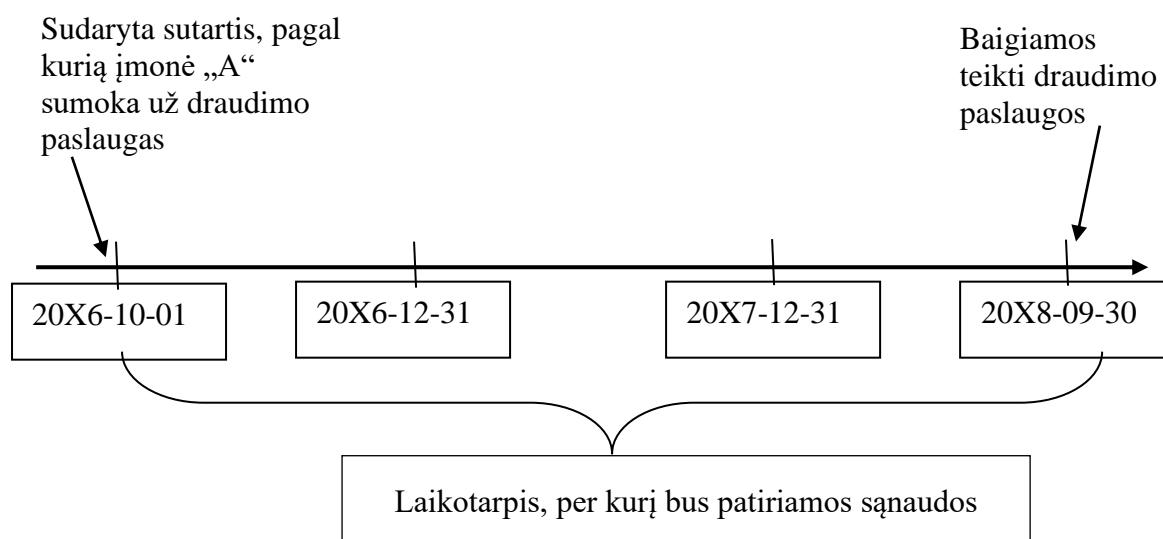 Sudaryta sutartis, pagal
kurią įmonė „A“
sumoka už draudimo
paslaugas
Baigiamos
teikti draudimo
paslaugos
20X6-10-01
20X6-12-31
20X7-12-31
20X8-09-30
Laikotarpis, per kurį bus patiriamos sąnaudos